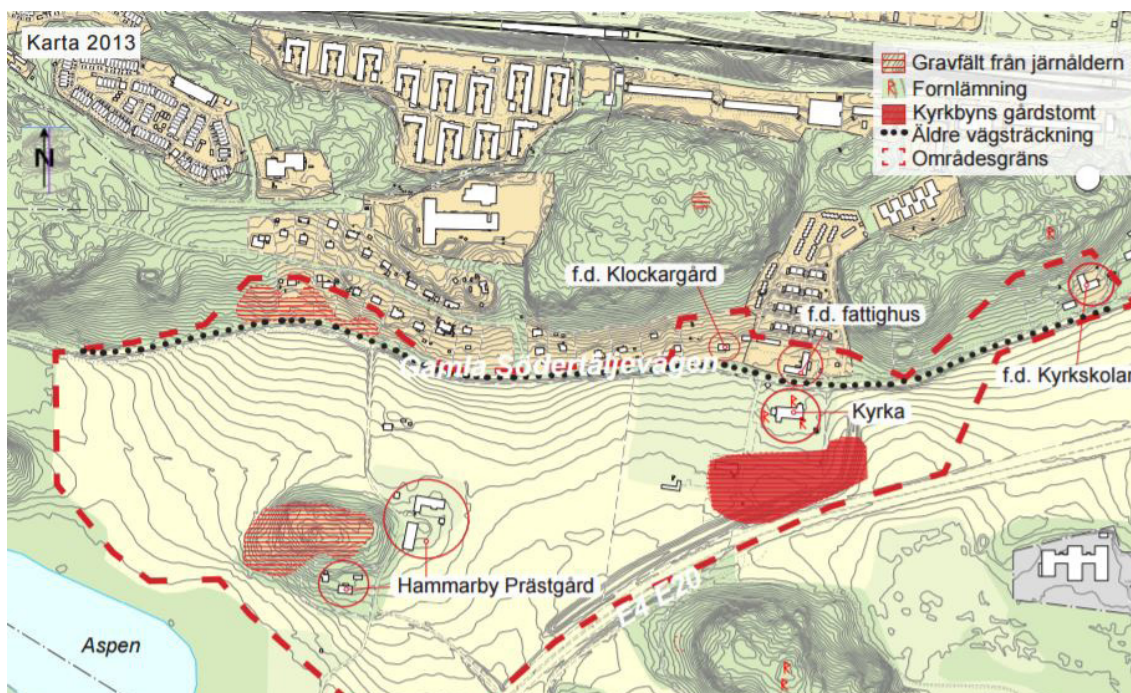 Karta 2013
Gravfält från järnåldern
Fornlämning
Kyrkbyns gårdstomt
Äldre vägsträckning
Områdesgräns
N
f.d. Klockargård
f.d. fattighus
Gamla Södertäljevägen
f.d. Kyrkskolan
Kyrka
Hammarby Prästgård
E4 E20
Aspen